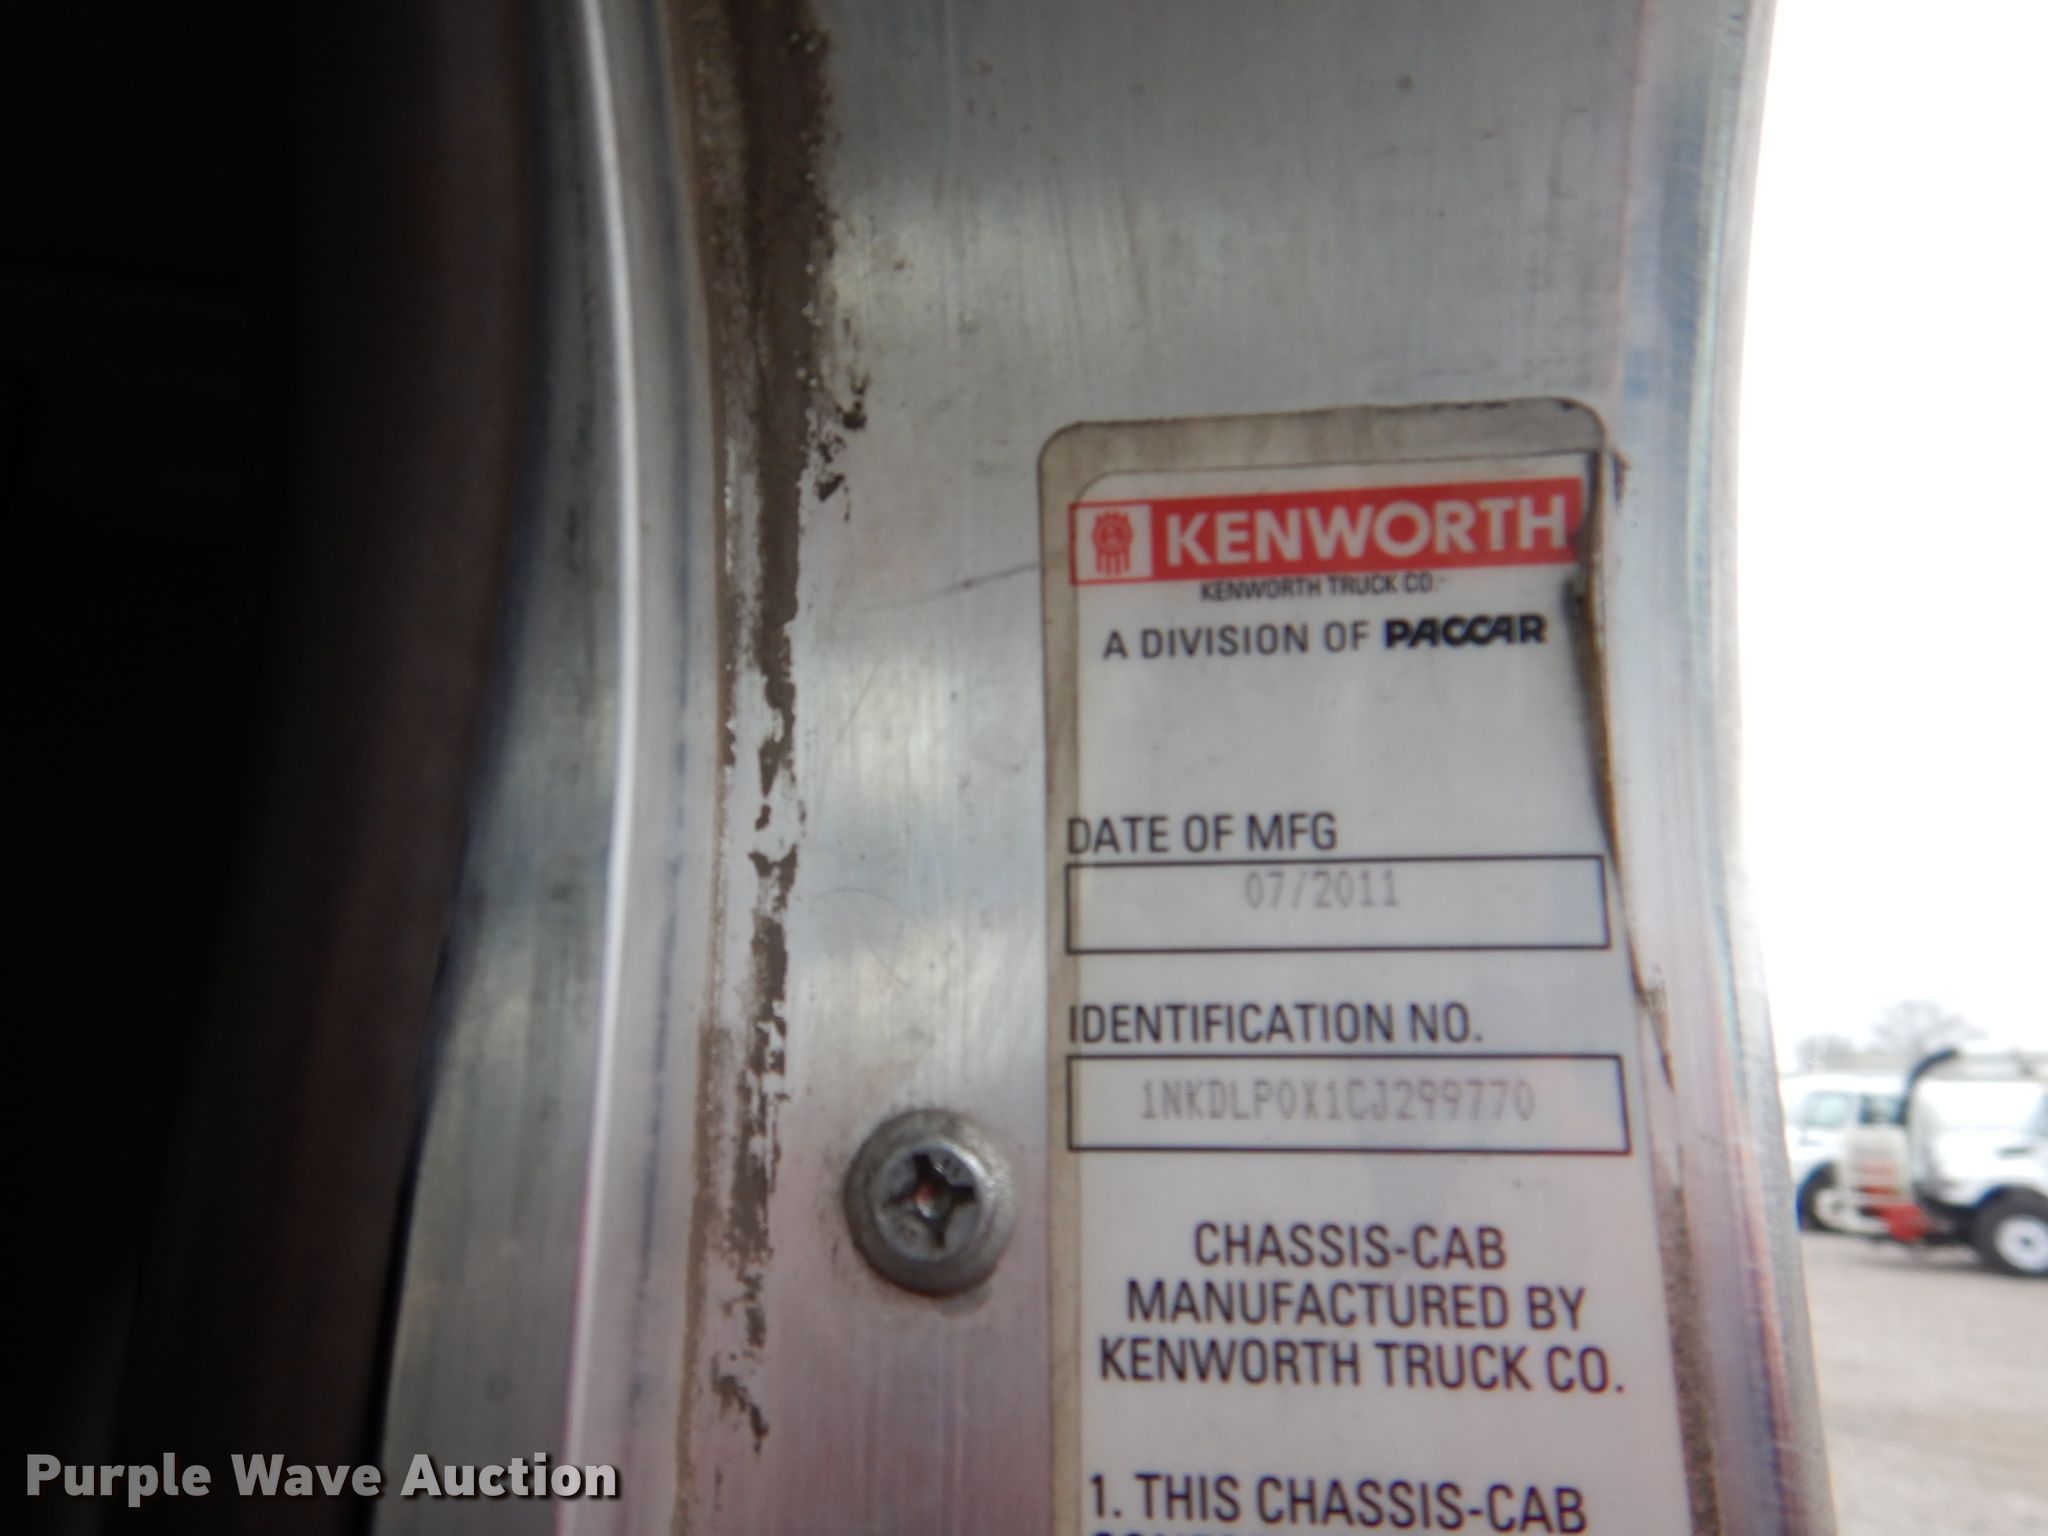 KENWORTH
KENWORTH TRUCK CO.
A DIVISION OF PACCAR
DATE OF MFG
07/2011
IDENTIFICATION NO.
1NKDLP0X1CJ299770
CHASSIS-CAB
MANUFACTURED BY
KENWORTH TRUCK CO.
1. THIS CHASSIS-CAB
Purple Wave Auction